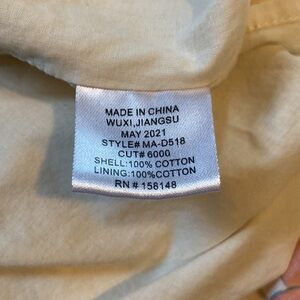 MADE IN CHINA
WUXI,JIANGSU
MAY 2021
STYLE# MA-D518
CUT# 6000
SHELL:100% COTTON
LINING:100%COTTON
RN # 158148